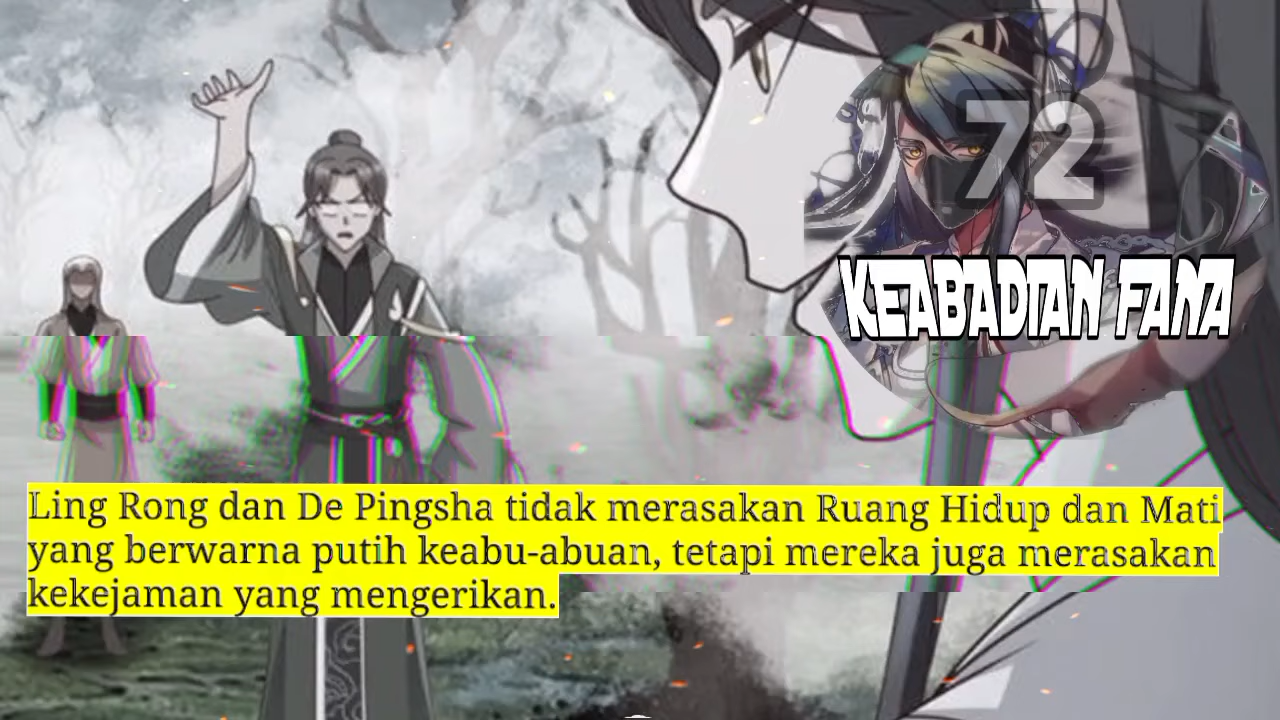 72
KEABADIAN FANA
Ling Rong dan De Pingsha tidak merasakan Ruang Hidup dan Mati
yang berwarna putih keabu-abuan, tetapi mereka juga merasakan
kekejaman yang mengerikan.